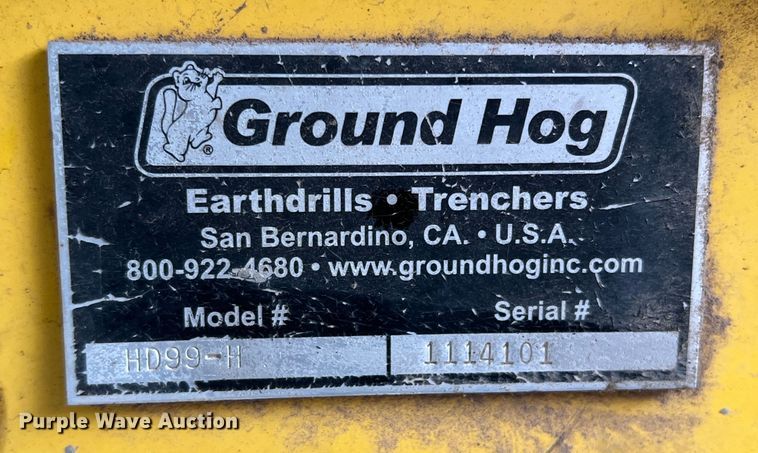 Ground Hog
®
Earthdrills • Trenchers
San Bernardino, CA. • U.S.A.
800-922-4680 • www.groundhoginc.com
Model # Serial #
HD99-H 1114101
Purple Wave Auction